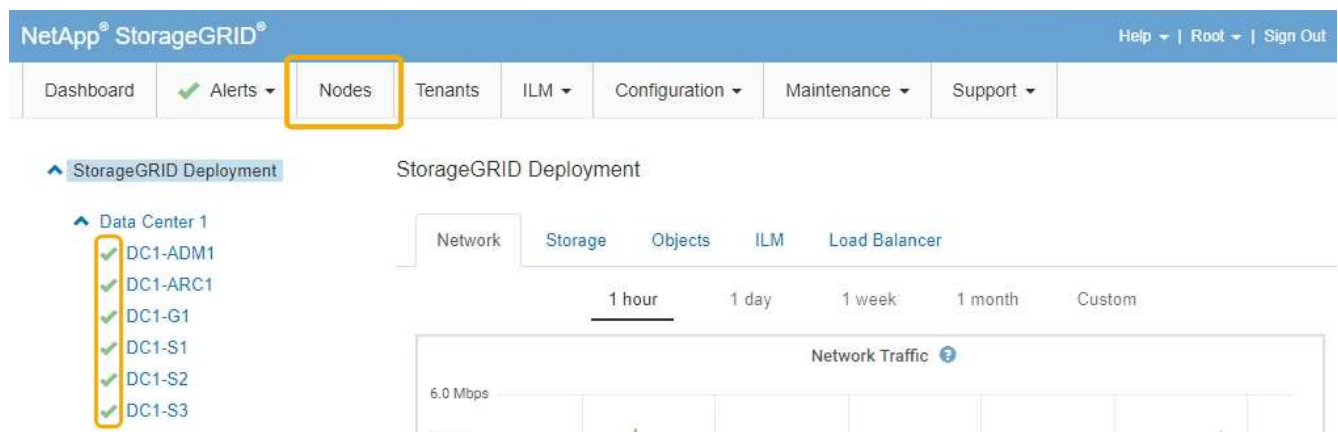 NetApp® StorageGRID®
Help | Root | Sign Out
Dashboard Alerts Nodes Tenants ILM Configuration Maintenance Support
StorageGRID Deployment
StorageGRID Deployment
Data Center 1
Network Storage Objects ILM Load Balancer
DC1-ADM1
DC1-ARC1
1 hour 1 day 1 week 1 month Custom
DC1-G1
DC1-S1
Network Traffic ?
DC1-S2
6.0 Mbps
DC1-S3